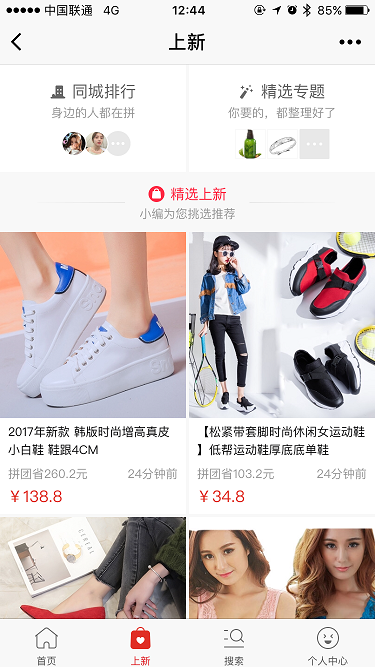 中国联通 4G 12:44 85%
上新
同城排行
身边的人都在拼
精选专题
你要的，都整理好了
精选上新
小编为您挑选推荐
2017年新款 韩版时尚增高真皮
小白鞋 鞋跟4CM
拼团省260.2元 24分钟前
￥138.8
【松紧带套脚时尚休闲女运动鞋
】低帮运动鞋厚底底单鞋
拼团省103.2元 24分钟前
￥34.8
首页 上新 搜索 个人中心